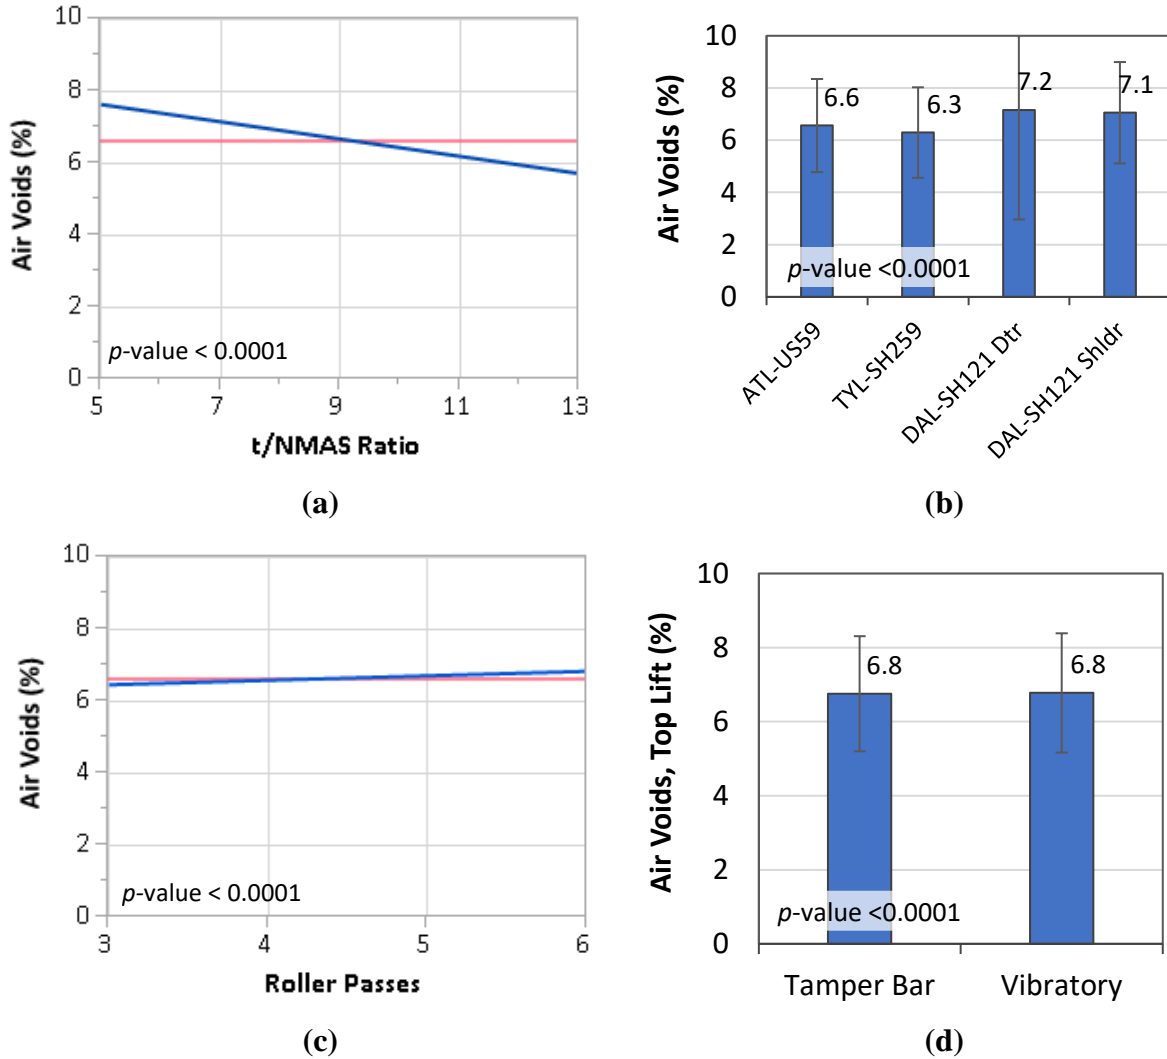 10
8
6
4
2
0
Air Voids (%)
p-value < 0.0001
5 7 9 11 13
t/NMAS Ratio
(a)
10
8
6
4
2
0
Air Voids (%)
6.6 6.3 7.2 7.1
p-value <0.0001
ATL-US59
TYL-SH259
DAL-SH121 Dtr
DAL-SH121 Shldr
(b)
10
8
6
4
2
0
Air Voids (%)
p-value < 0.0001
3 4 5 6
Roller Passes
(c)
10
8
6
4
2
0
Air Voids, Top Lift (%)
6.8 6.8
p-value <0.0001
Tamper Bar Vibratory
(d)